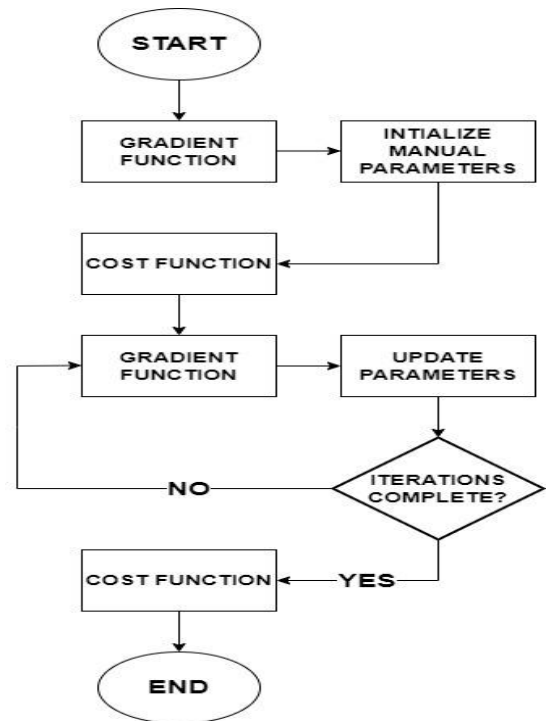 START
GRADIENT
FUNCTION
INTIALIZE
MANUAL
PARAMETERS
COST FUNCTION
GRADIENT
FUNCTION
UPDATE
PARAMETERS
ITERATIONS
COMPLETE?
NO
COST FUNCTION
YES
END